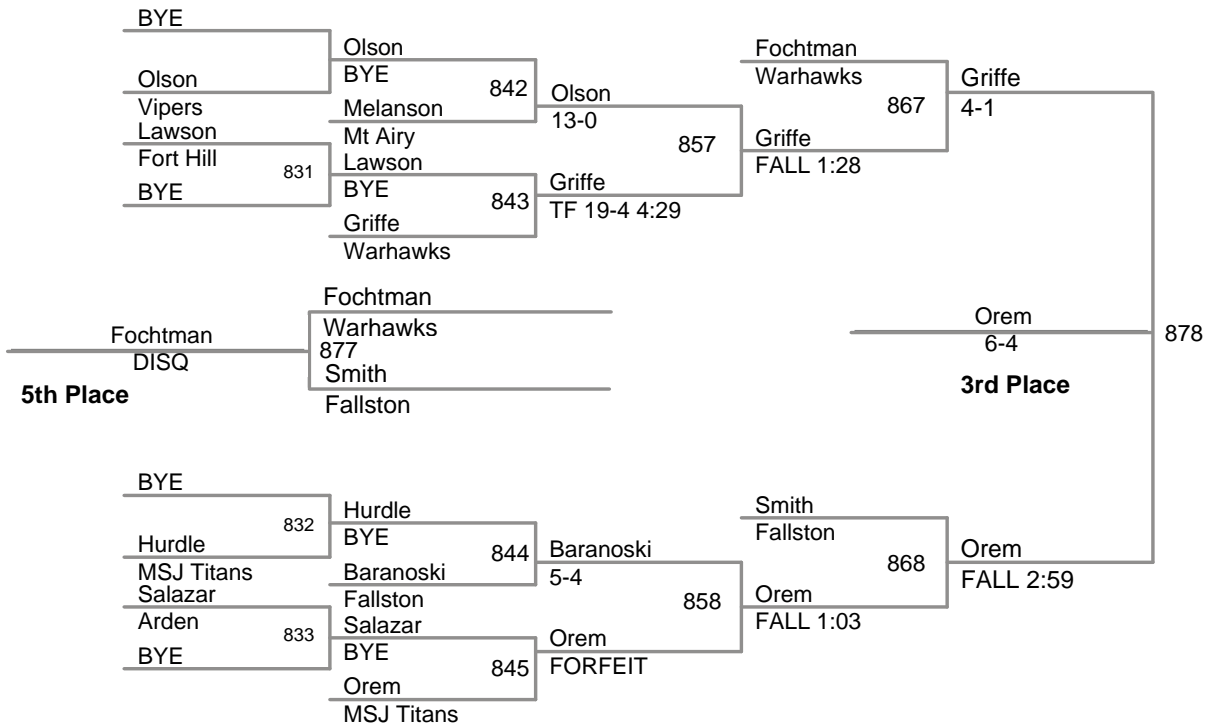 BYE
Olson
Vipers
Lawson
Fort Hill
831
BYE
Olson
BYE
842
Melanson
Mt Airy
Lawson
BYE
843
Griffe
Warhawks
Olson
13-0
857
Griffe
TF 19-4 4:29
Fochtman
Warhawks
867
Griffe
FALL 1:28
Griffe
4-1
Fochtman
DISQ
5th Place
Fochtman
Warhawks
877
Smith
Fallston
Orem
6-4
3rd Place
878
BYE
832
Hurdle
MSJ Titans
Salazar
Arden
833
BYE
Hurdle
BYE
844
Baranoski
Fallston
Salazar
BYE
845
Orem
MSJ Titans
Baranoski
5-4
858
Orem
FORFEIT
Smith
Fallston
868
Orem
FALL 1:03
Orem
FALL 2:59